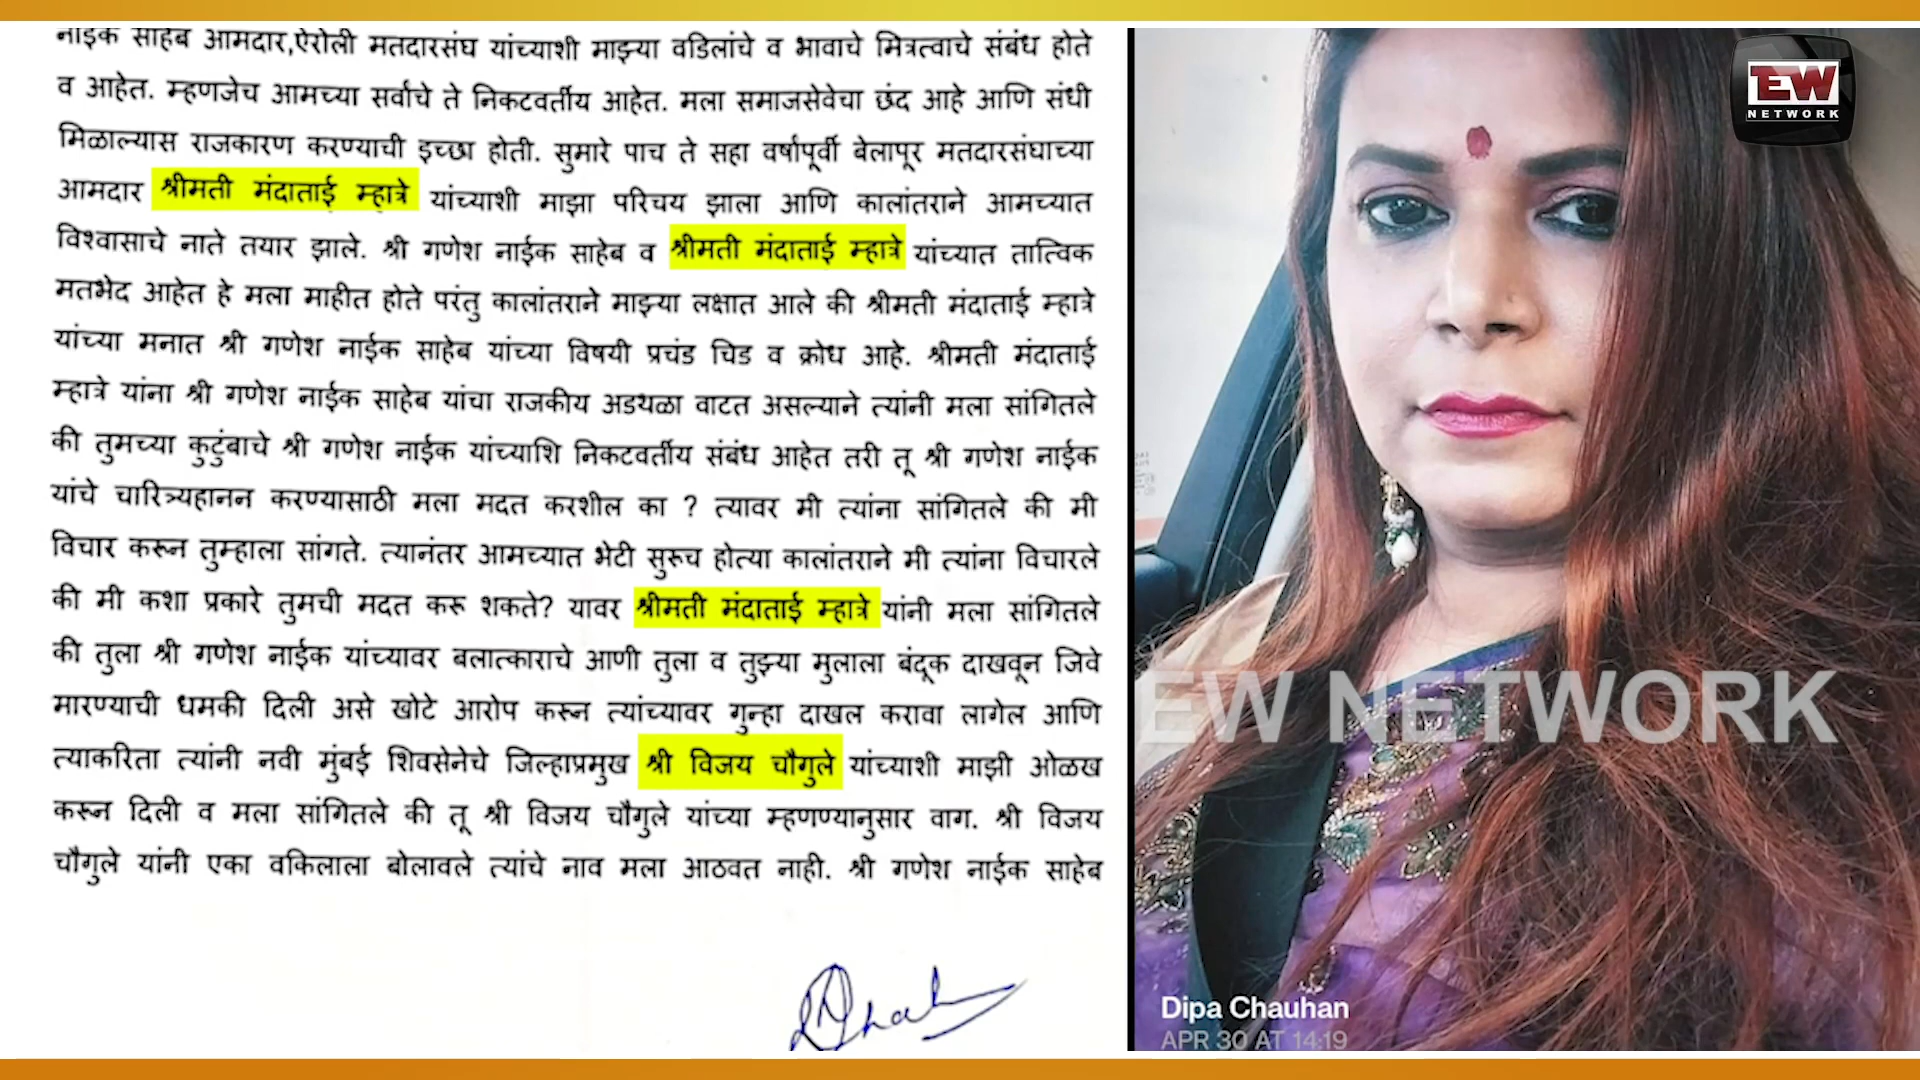 नाईक साहेब आमदार,ऐरोली मतदारसंघ यांच्याशी माझ्या वडिलांचे व भावाचे मित्रत्वाचे संबंध होते
व आहेत. म्हणजेच आमच्या सर्वांचे ते निकटवर्तीय आहेत. मला समाजसेवेचा छंद आहे आणि संधी
मिळाल्यास राजकारण करण्याची इच्छा होती. सुमारे पाच ते सहा वर्षापूर्वी बेलापूर मतदारसंघाच्या
आमदार श्रीमती मंदाताई म्हात्रे यांच्याशी माझा परिचय झाला आणि कालांतराने आमच्यात
विश्वासाचे नाते तयार झाले. श्री गणेश नाईक साहेब व श्रीमती मंदाताई म्हात्रे यांच्यात तात्विक
मतभेद आहेत हे मला माहीत होते परंतु कालांतराने माझ्या लक्षात आले की श्रीमती मंदाताई म्हात्रे
यांच्या मनात श्री गणेश नाईक साहेब यांच्या विषयी प्रचंड चिड व क्रोध आहे. श्रीमती मंदाताई
म्हात्रे यांना श्री गणेश नाईक साहेब यांचा राजकीय अडथळा वाटत असल्याने त्यांनी मला सांगितले
की तुमच्या कुटुंबाचे श्री गणेश नाईक यांच्याशि निकटवर्तीय संबंध आहेत तरी तू श्री गणेश नाईक
यांचे चारित्र्यहानन करण्यासाठी मला मदत करशील का ? त्यावर मी त्यांना सांगितले की मी
विचार करून तुम्हाला सांगते. त्यानंतर आमच्यात भेटी सुरूच होत्या कालांतराने मी त्यांना विचारले
की मी कशा प्रकारे तुमची मदत करू शकते? यावर श्रीमती मंदाताई म्हात्रे यांनी मला सांगितले
की तुला श्री गणेश नाईक यांच्यावर बलात्काराचे आणी तुला व तुझ्या मुलाला बंदूक दाखवून जिवे
मारण्याची धमकी दिली असे खोटे आरोप करून त्यांच्यावर गुन्हा दाखल करावा लागेल आणि
त्याकरिता त्यांनी नवी मुंबई शिवसेनेचे जिल्हाप्रमुख श्री विजय चौगुले यांच्याशी माझी ओळख
करून दिली व मला सांगितले की तू श्री विजय चौगुले यांच्या म्हणण्यानुसार वाग. श्री विजय
चौगुले यांनी एका वकिलाला बोलावले त्यांचे नाव मला आठवत नाही. श्री गणेश नाईक साहेब
EW
NETWORK
EW NETWORK
Dipa Chauhan
APR 30 AT 14:19